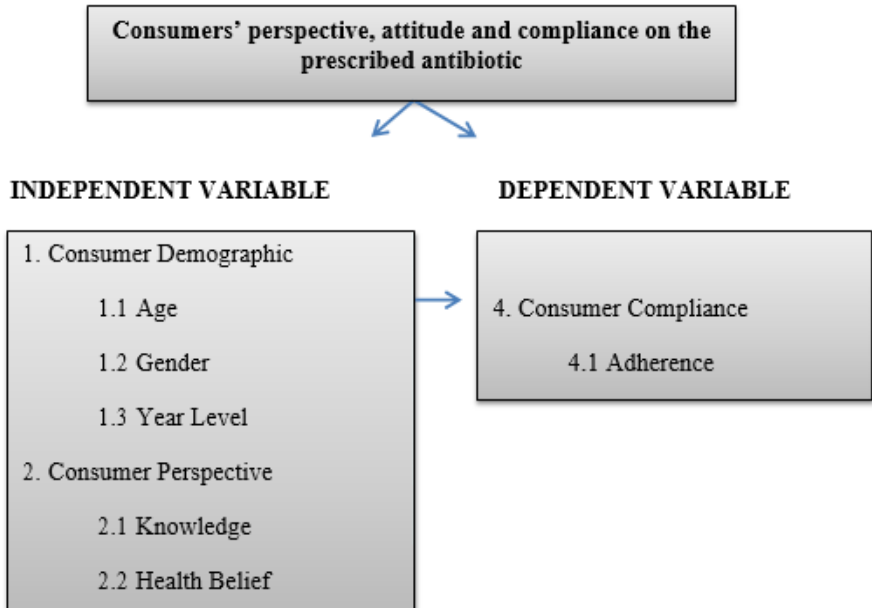 Consumers' perspective, attitude and compliance on the
prescribed antibiotic
INDEPENDENT VARIABLE
1. Consumer Demographic
1.1 Age
1.2 Gender
1.3 Year Level
2. Consumer Perspective
2.1 Knowledge
2.2 Health Belief
DEPENDENT VARIABLE
4. Consumer Compliance
4.1 Adherence